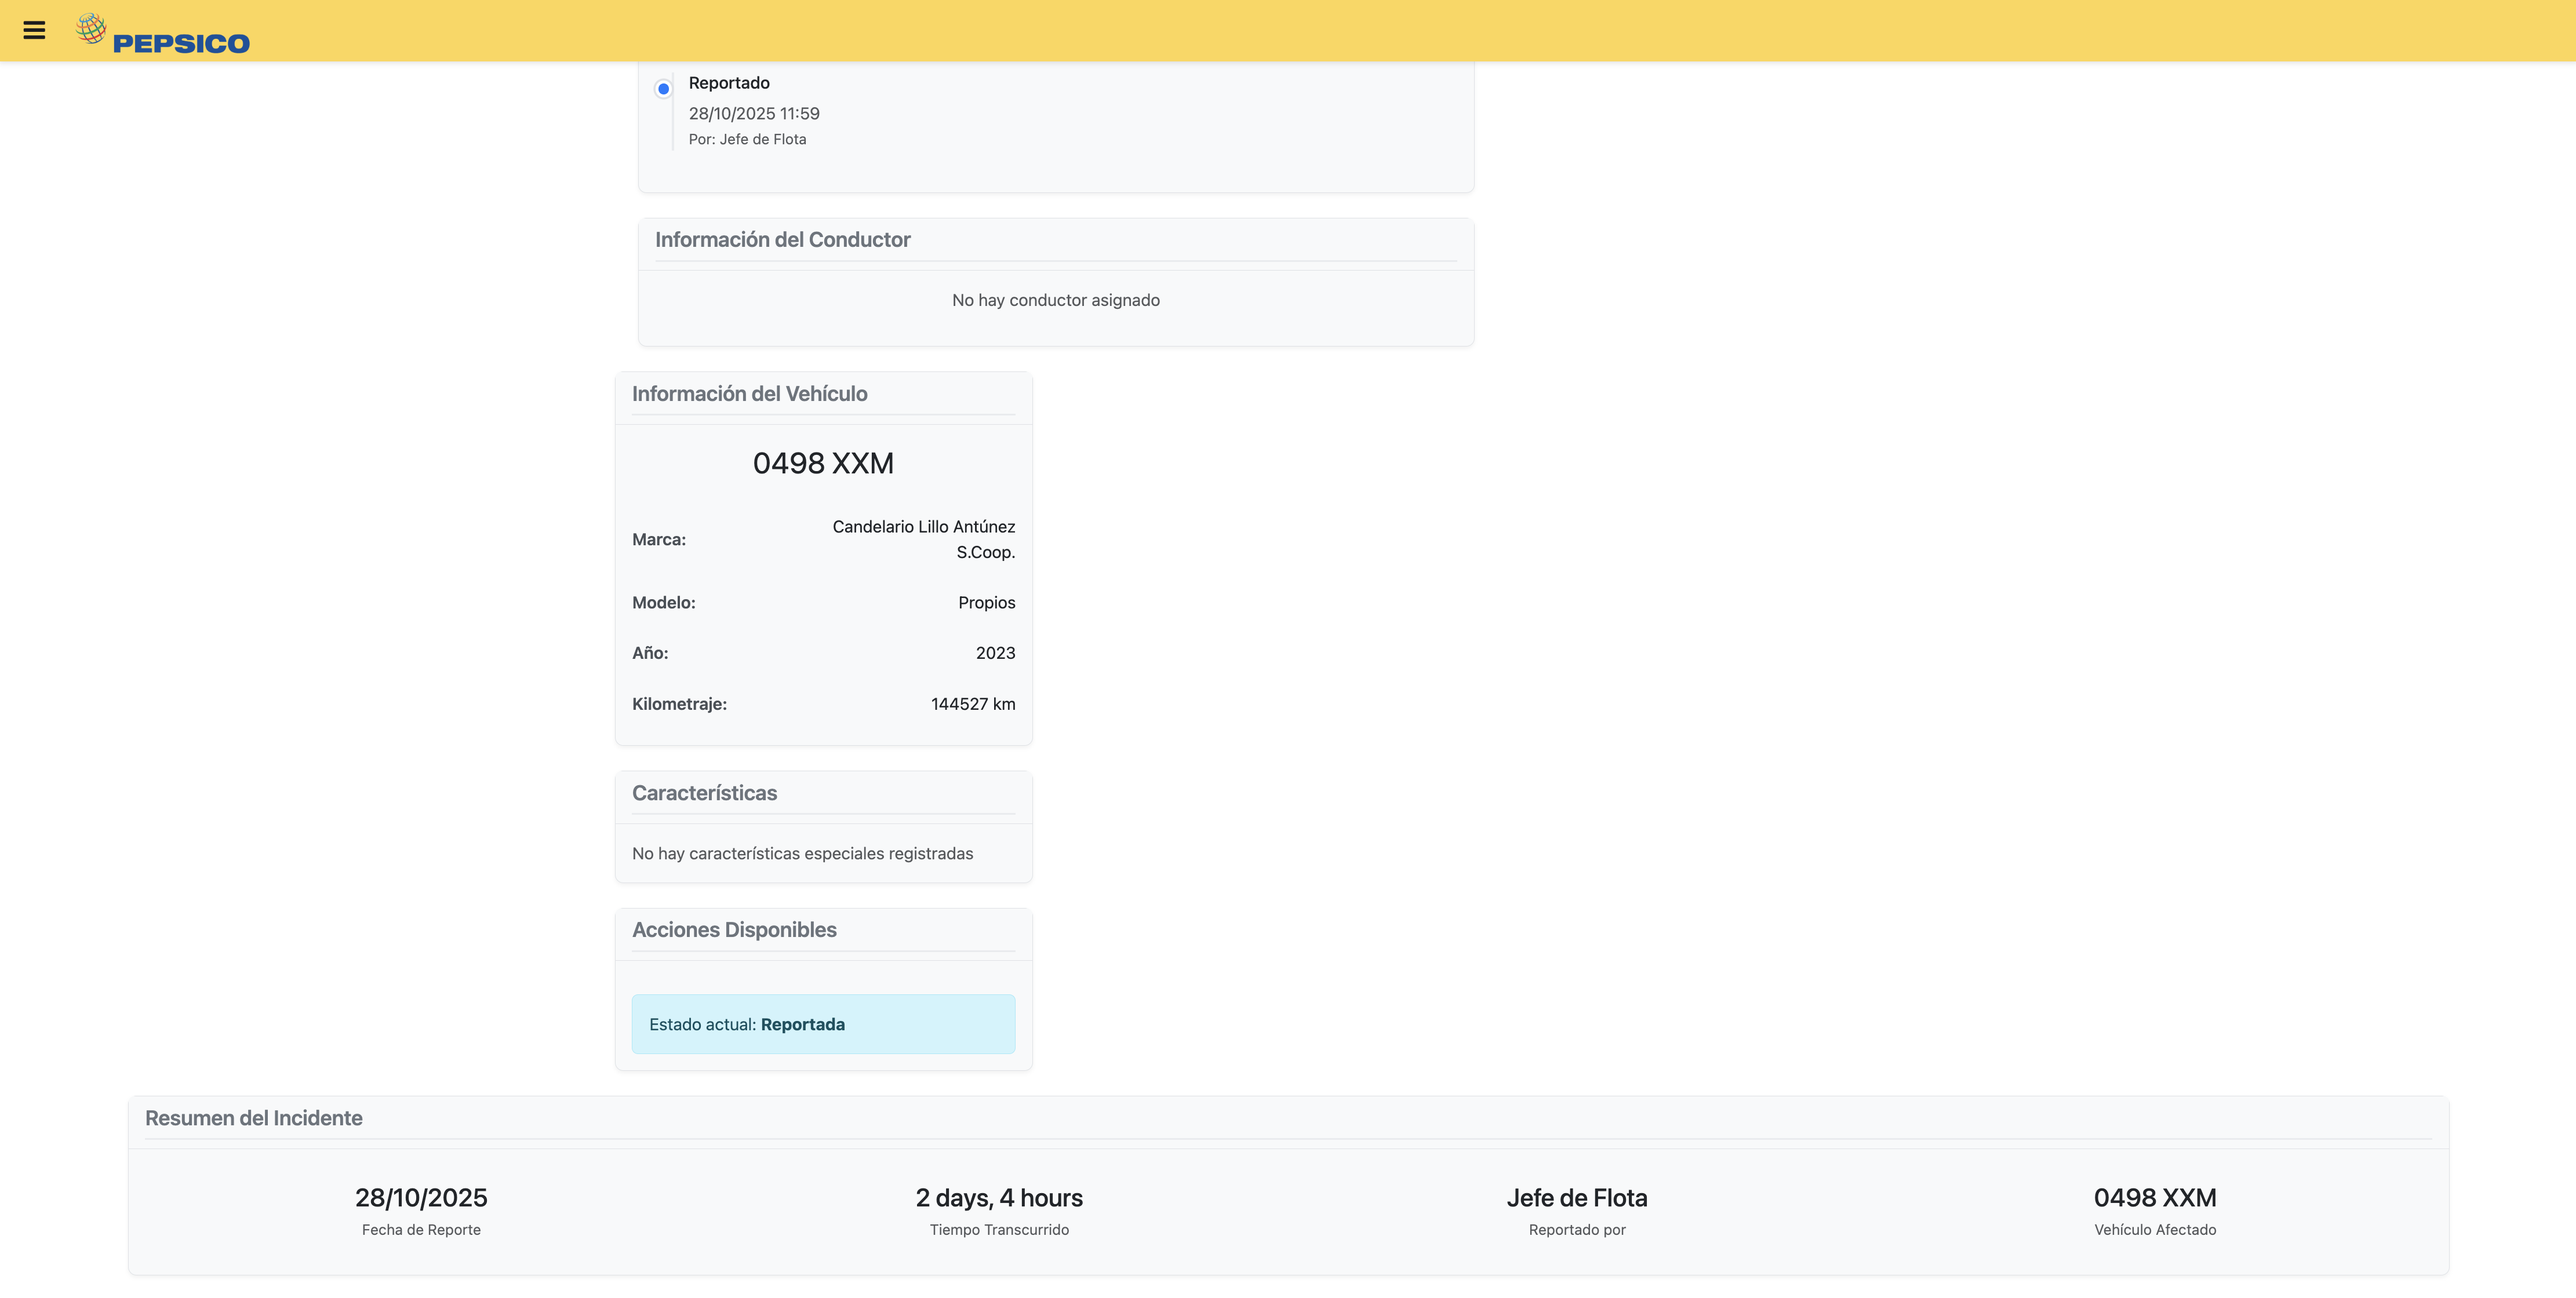 PEPSICO
Reportado
28/10/2025 11:59
Por: Jefe de Flota
Información del Conductor
No hay conductor asignado
Información del Vehículo
0498 XXM
Marca: Candelario Lillo Antúnez
S.Coop.
Modelo: Propios
Año: 2023
Kilometraje: 144527 km
Características
No hay características especiales registradas
Acciones Disponibles
Estado actual: Reportada
Resumen del Incidente
28/10/2025 2 days, 4 hours Jefe de Flota 0498 XXM
Fecha de Reporte Tiempo Transcurrido Reportado por Vehículo Afectado